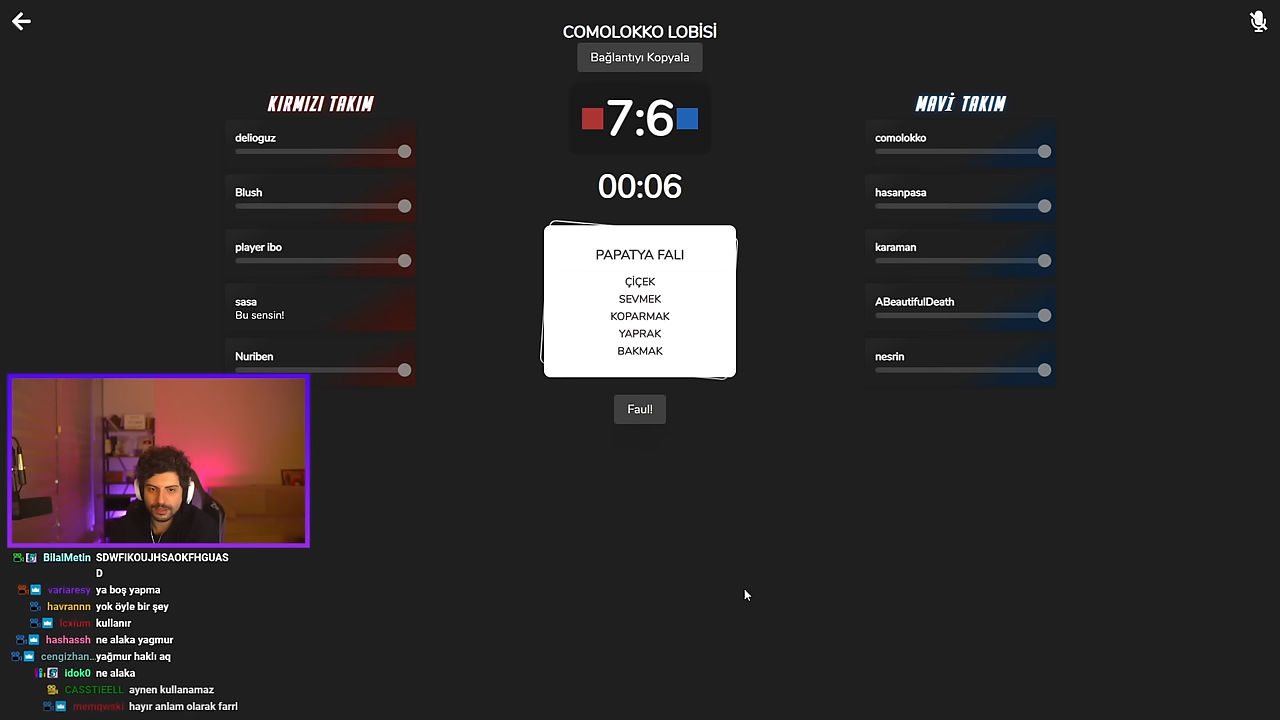 COMOLOKKO LOBİSİ
Bağlantıyı Kopyala
KIRMIZI TAKIM
7:6
MAVİ TAKIM
delioguz
Blush
player ibo
sasa
Bu sensin!
Nuriben
00:06
PAPATYA FALI
ÇİÇEK
SEVMEK
KOPARMAK
YAPRAK
BAKMAK
Faul!
comolokko
hasanpasa
karaman
ABeautifulDeath
nesrin
BilalMetin SDWFIKOUJHSAOKFHGUAS
D
variaresy ya boş yapma
havrannn yok öyle bir şey
lcxium kullanır
hashassh ne alaka yagmur
cengizhan... yağmur haklı aq
idok0 ne alaka
CASSTIEELL aynen kullanamaz
memqwski hayır anlam olarak farrl